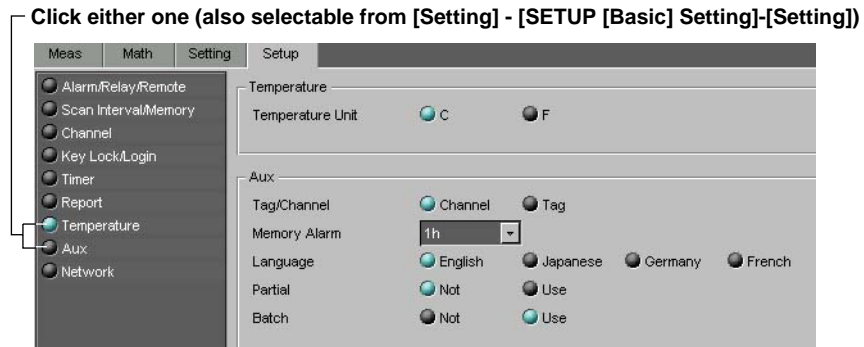 Click either one (also selectable from [Setting] - [SETUP [Basic] Setting]-[Setting])
Meas Math Setting Setup
Alarm/Relay/Remote
Scan Interval/Memory
Channel
Key Lock/Login
Timer
Report
Temperature
Aux
Network
Temperature
Temperature Unit C F
Aux
Tag/Channel Channel Tag
Memory Alarm 1h
Language English Japanese Germany French
Partial Not Use
Batch Not Use